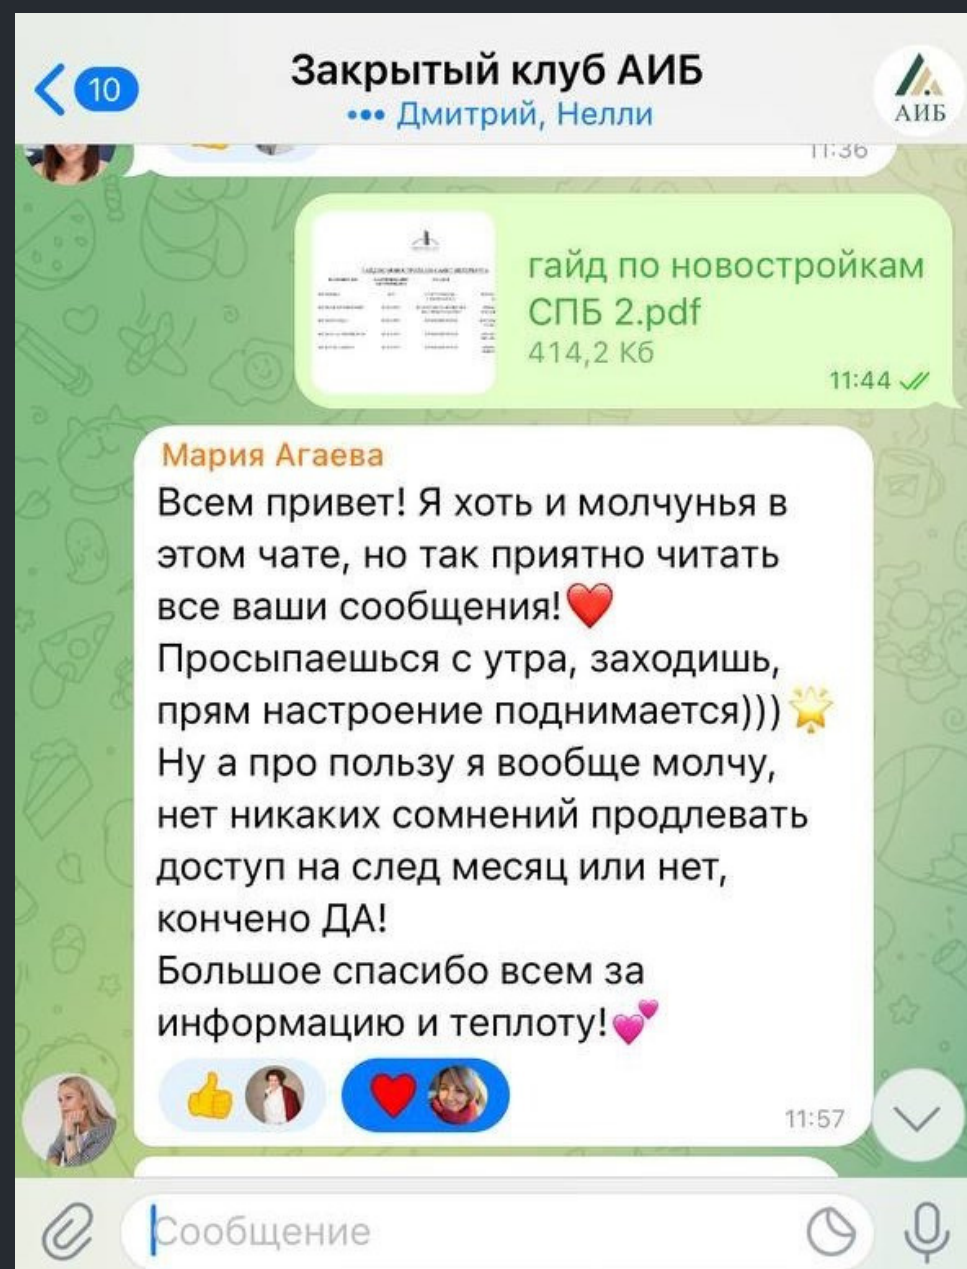 10
Закрытый клуб АИБ
••• Дмитрий, Нелли
АИБ
11:36
гайд по новостройкам
СПБ 2.pdf
414,2 Кб
11:44
Мария Агаева
Всем привет! Я хоть и молчунья в
этом чате, но так приятно читать
все ваши сообщения!❤️
Просыпаешься с утра, заходишь,
прям настроение поднимается))) 🌟
Ну а про пользу я вообще молчу,
нет никаких сомнений продлевать
доступ на след месяц или нет,
кончено ДА!
Большое спасибо всем за
информацию и теплоту!💕
11:57
Сообщение